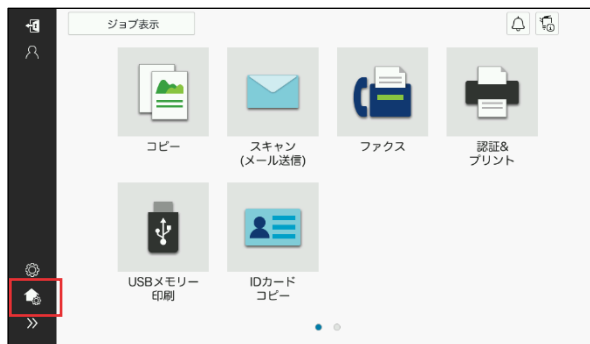 ジョブ表示
コピー
スキャン
(メール送信)
ファクス
認証&
プリント
USBメモリー
印刷
IDカード
コピー